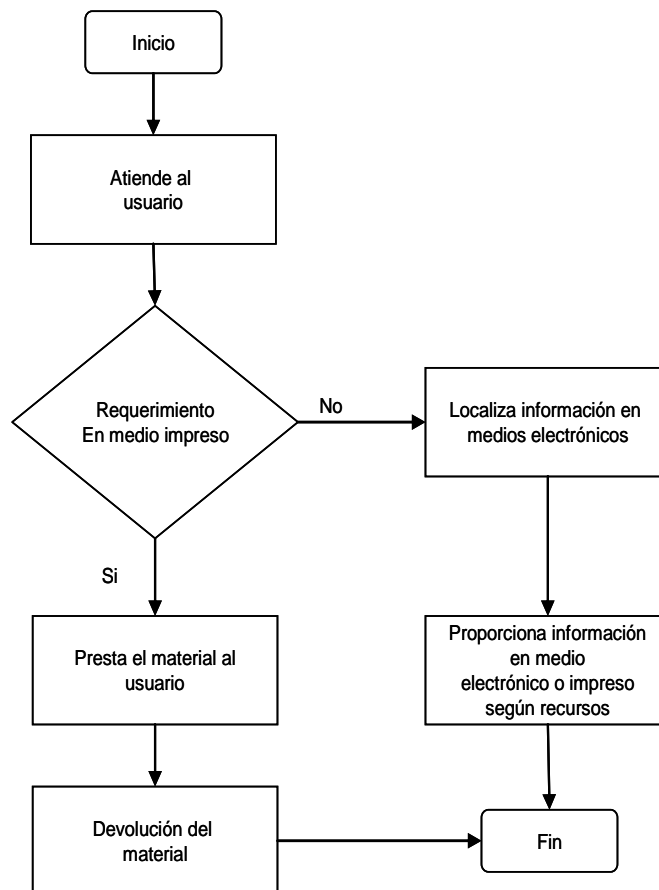 Inicio
Atiende al
usuario
Requerimiento
En medio impreso
No
Localiza información en
medios electrónicos
Si
Presta el material al
usuario
Proporciona información
en medio
electrónico o impreso
según recursos
Devolución del
material
Fin